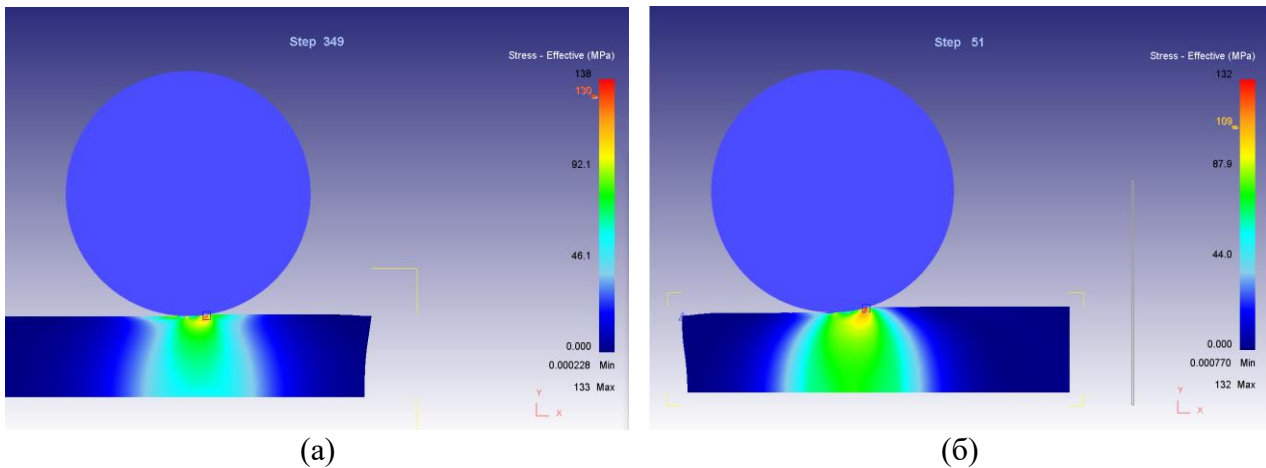 Step 349
Stress - Effective (MPa)
138
130
92.1
46.1
0.000
0.000228 Min
133 Max
Y
X
(а)
Step 51
Stress - Effective (MPa)
132
109
87.9
44.0
0.000
0.000770 Min
132 Max
Y
X
(б)